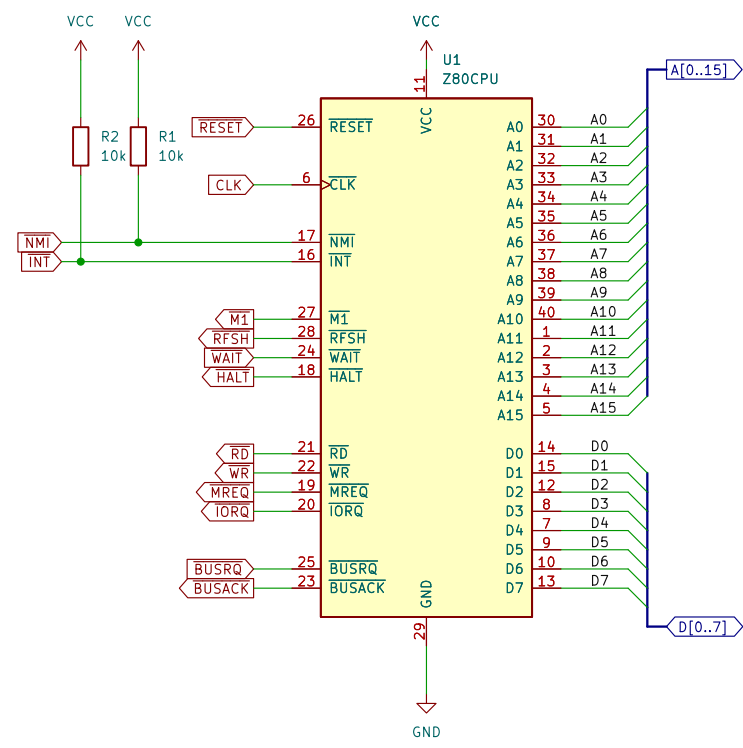 VCC VCC VCC
U1
Z80CPU
11
VCC
A[0..15]
R2
10k
R1
10k
RESET 26 RESET
CLK 6 CLK
NMI 17 NMI
INT 16 INT
M1 27 M1
RFSH 28 RFSH
WAIT 24 WAIT
HALT 18 HALT
RD 21 RD
WR 22 WR
MREQ 19 MREQ
IORQ 20 IORQ
BUSRQ 25 BUSRQ
BUSACK 23 BUSACK
A0 30 A0
A1 31 A1
A2 32 A2
A3 33 A3
A4 34 A4
A5 35 A5
A6 36 A6
A7 37 A7
A8 38 A8
A9 39 A9
A10 40 A10
A11 1 A11
A12 2 A12
A13 3 A13
A14 4 A14
A15 5 A15
D0 14 D0
D1 15 D1
D2 12 D2
D3 8 D3
D4 7 D4
D5 9 D5
D6 10 D6
D7 13 D7
D[0..7]
GND
29
GND